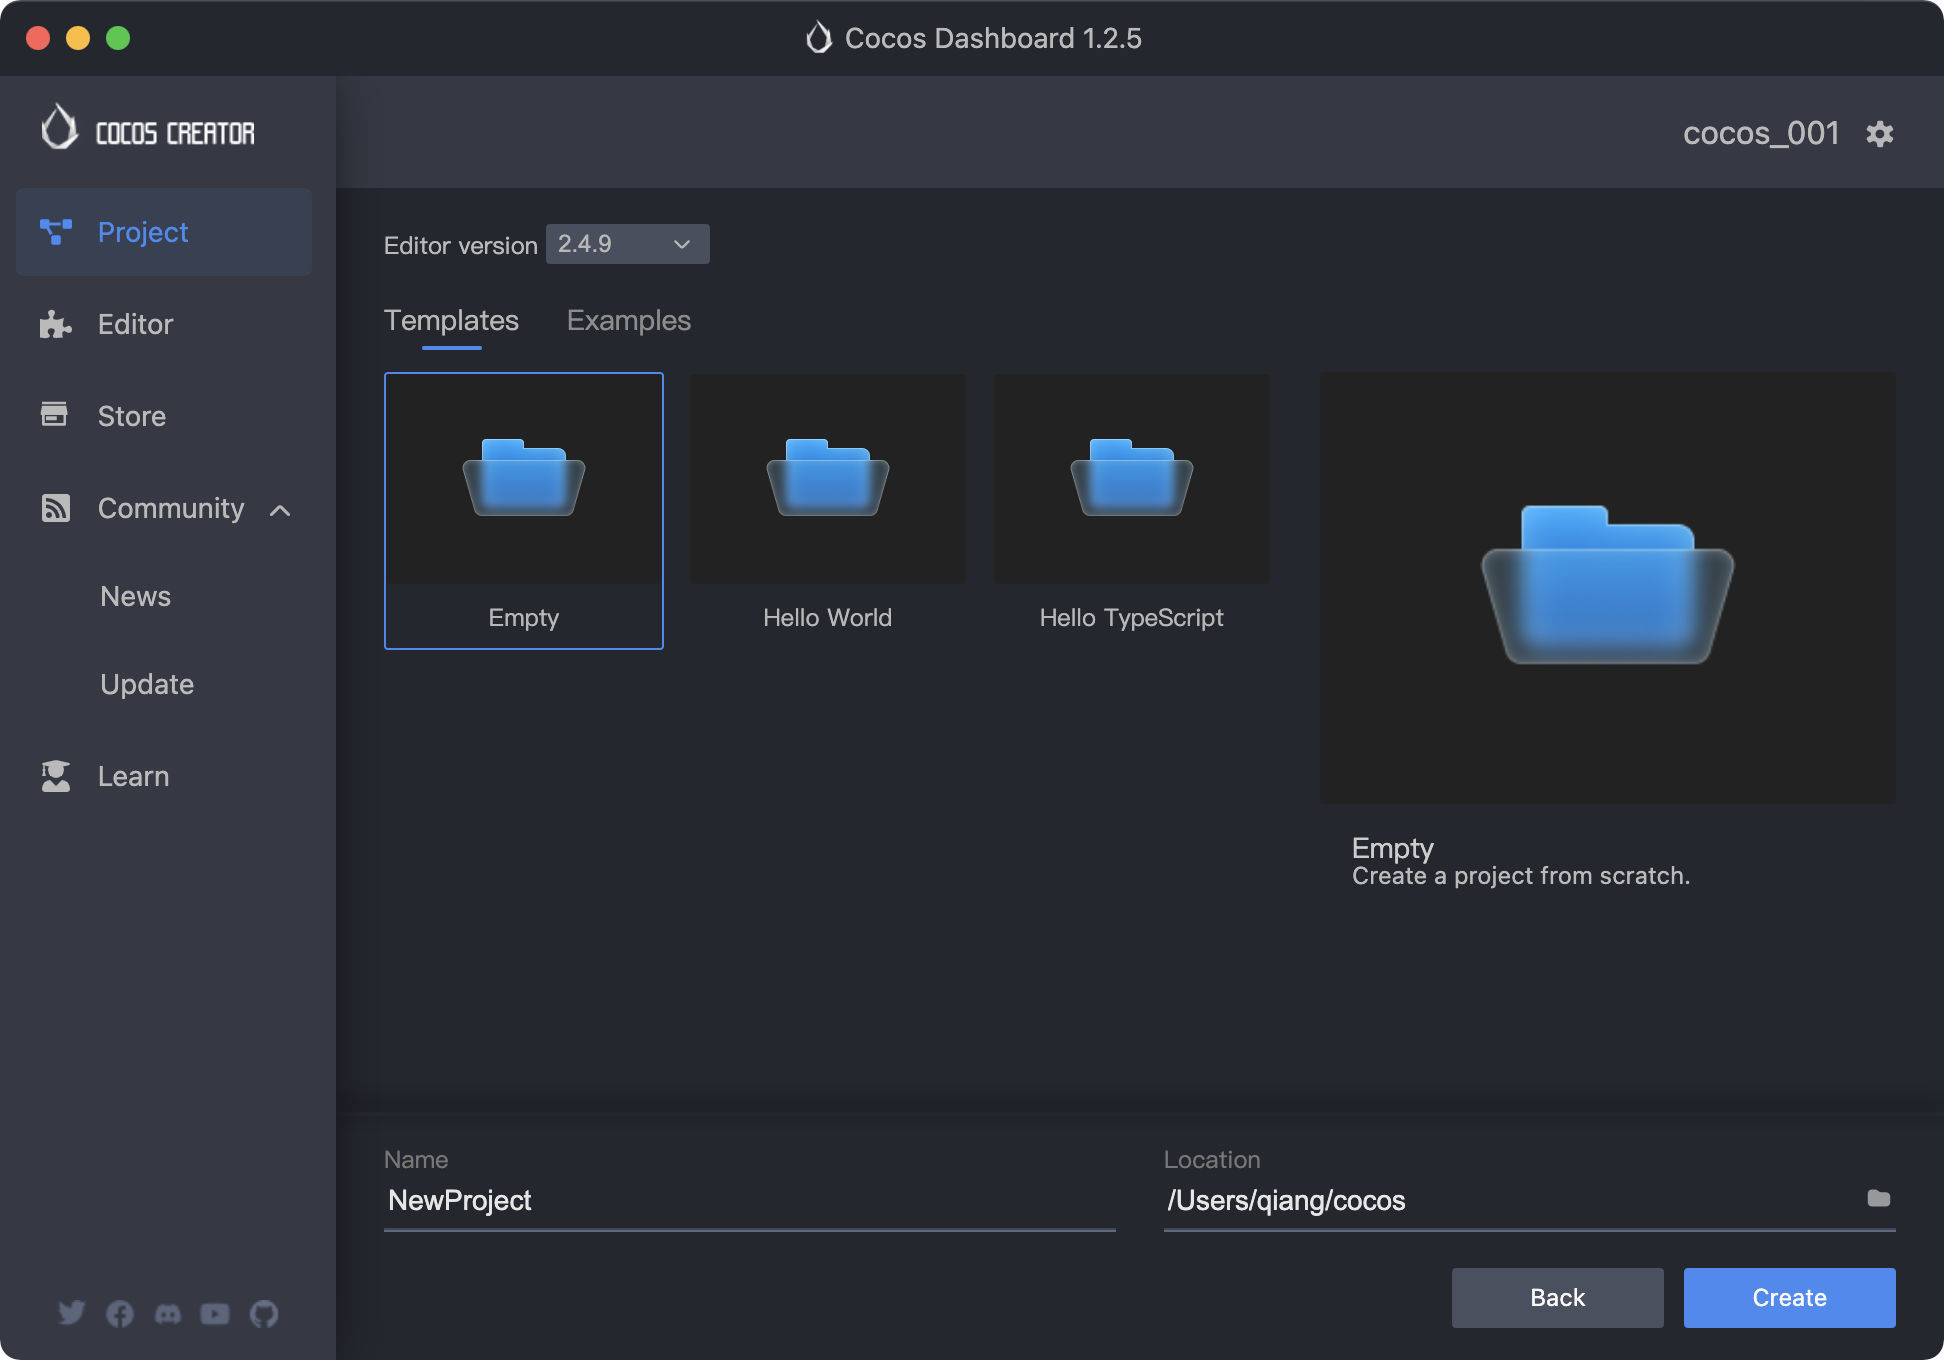 Cocos Dashboard 1.2.5
COCOS CREATOR
cocos_001
Project
Editor
Store
Community
News
Update
Learn
Editor version 2.4.9
Templates Examples
Empty
Hello World
Hello TypeScript
Empty
Create a project from scratch.
Name
NewProject
Location
/Users/qiang/cocos
Back
Create